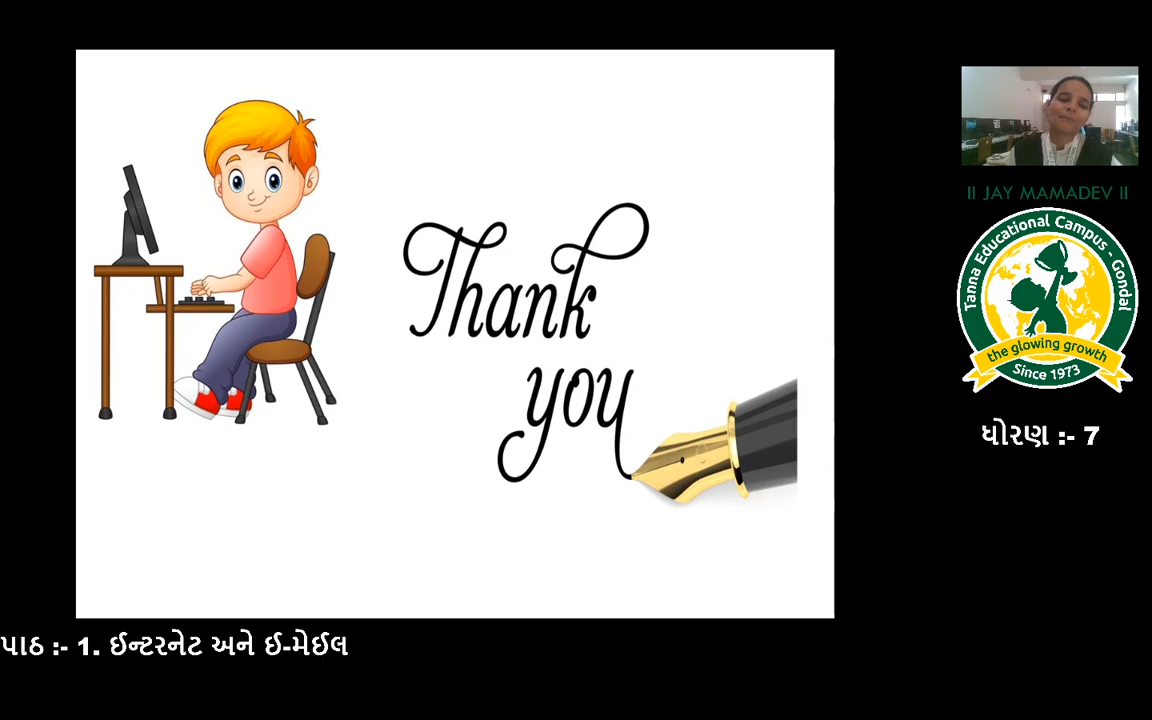 Thank
you
II JAY MAMADEV II
Tanna Educational Campus - Gondal
the glowing growth
Since 1973
ધોરણ :- 7
પાઠ :- 1. ઈન્ટરનેટ અને ઈ-મેઈલ